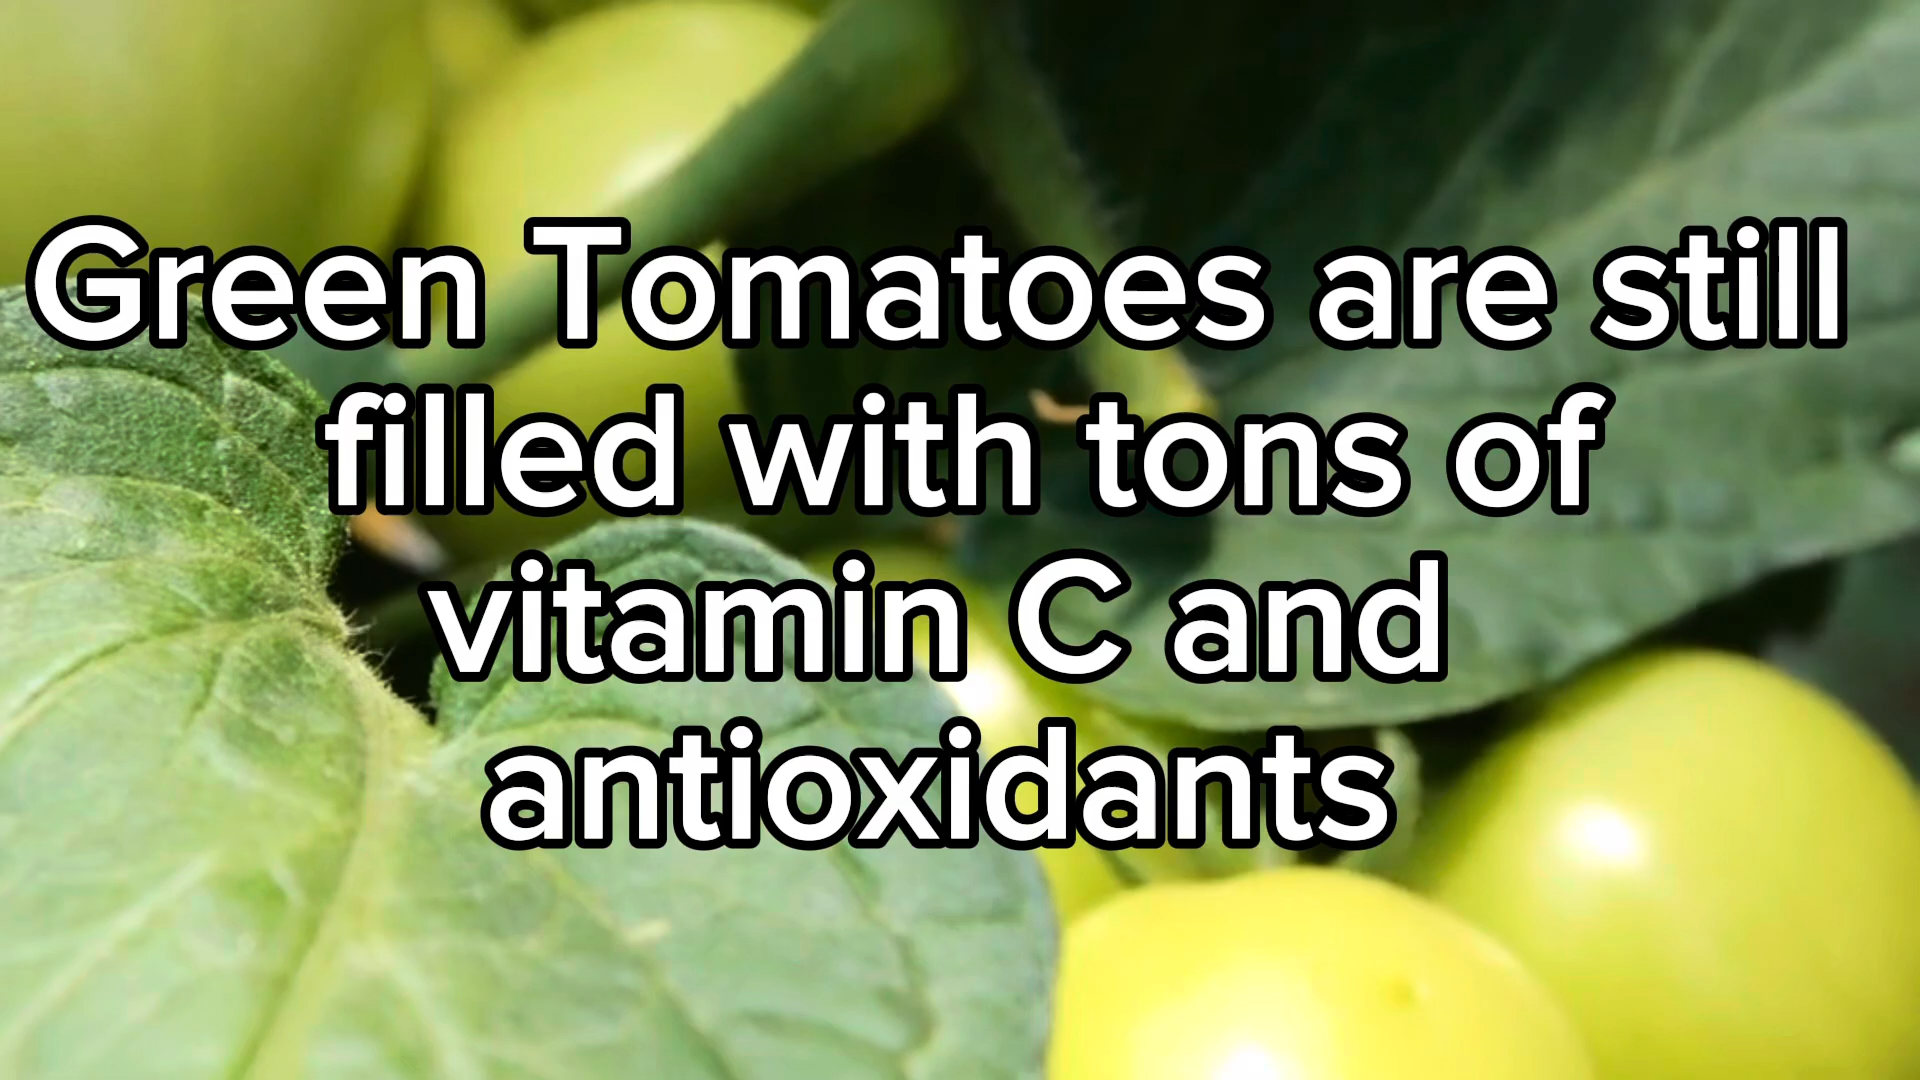 Green Tomatoes are still
filled with tons of
vitamin C and
antioxidants